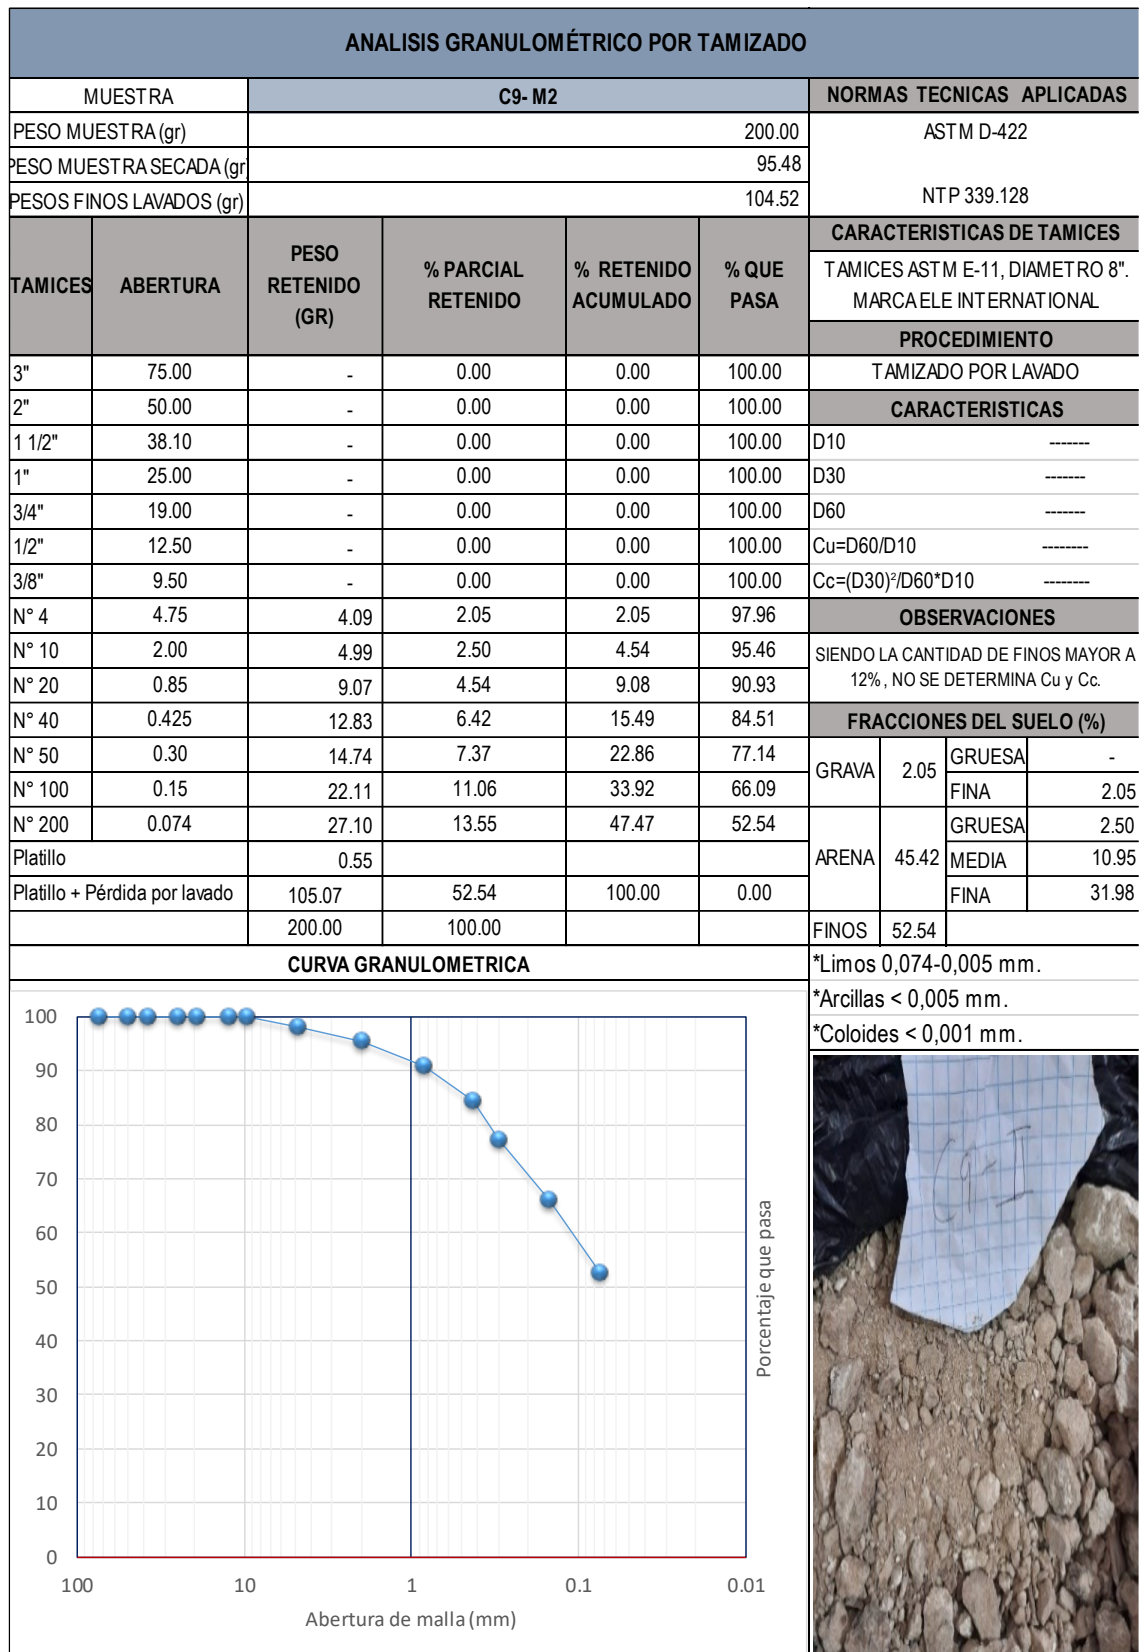 ANALISIS GRANULOMÉTRICO POR TAMIZADO
MUESTRA C9- M2 NORMAS TECNICAS APLICADAS
PESO MUESTRA (gr) 200.00 ASTM D-422
PESO MUESTRA SECADA (gr) 95.48
PESOS FINOS LAVADOS (gr) 104.52 NTP 339.128
TAMICES ABERTURA PESO RETENIDO (GR) % PARCIAL RETENIDO % RETENIDO ACUMULADO % QUE PASA
CARACTERISTICAS DE TAMICES
TAMICES ASTM E-11, DIAMETRO 8".
MARCA ELE INTERNATIONAL
PROCEDIMIENTO
3" 75.00 - 0.00 0.00 100.00 TAMIZADO POR LAVADO
2" 50.00 - 0.00 0.00 100.00 CARACTERISTICAS
1 1/2" 38.10 - 0.00 0.00 100.00 D10 -------
1" 25.00 - 0.00 0.00 100.00 D30 -------
3/4" 19.00 - 0.00 0.00 100.00 D60 -------
1/2" 12.50 - 0.00 0.00 100.00 Cu=D60/D10 --------
3/8" 9.50 - 0.00 0.00 100.00 Cc=(D30)²/D60*D10 --------
N° 4 4.75 4.09 2.05 2.05 97.96 OBSERVACIONES
N° 10 2.00 4.99 2.50 4.54 95.46 SIENDO LA CANTIDAD DE FINOS MAYOR A
N° 20 0.85 9.07 4.54 9.08 90.93 12%, NO SE DETERMINA Cu y Cc.
N° 40 0.425 12.83 6.42 15.49 84.51 FRACCIONES DEL SUELO (%)
N° 50 0.30 14.74 7.37 22.86 77.14 GRAVA 2.05 GRUESA -
N° 100 0.15 22.11 11.06 33.92 66.09 FINA 2.05
N° 200 0.074 27.10 13.55 47.47 52.54 GRUESA 2.50
Platillo 0.55 ARENA 45.42 MEDIA 10.95
Platillo + Pérdida por lavado 105.07 52.54 100.00 0.00 FINA 31.98
200.00 100.00 FINOS 52.54
CURVA GRANULOMETRICA
*Limos 0,074-0,005 mm.
*Arcillas < 0,005 mm.
*Coloides < 0,001 mm.
100
90
80
70
60
50
40
30
20
10
0
100 10 1 0.1 0.01
Abertura de malla (mm)
Porcentaje que pasa
C9-I